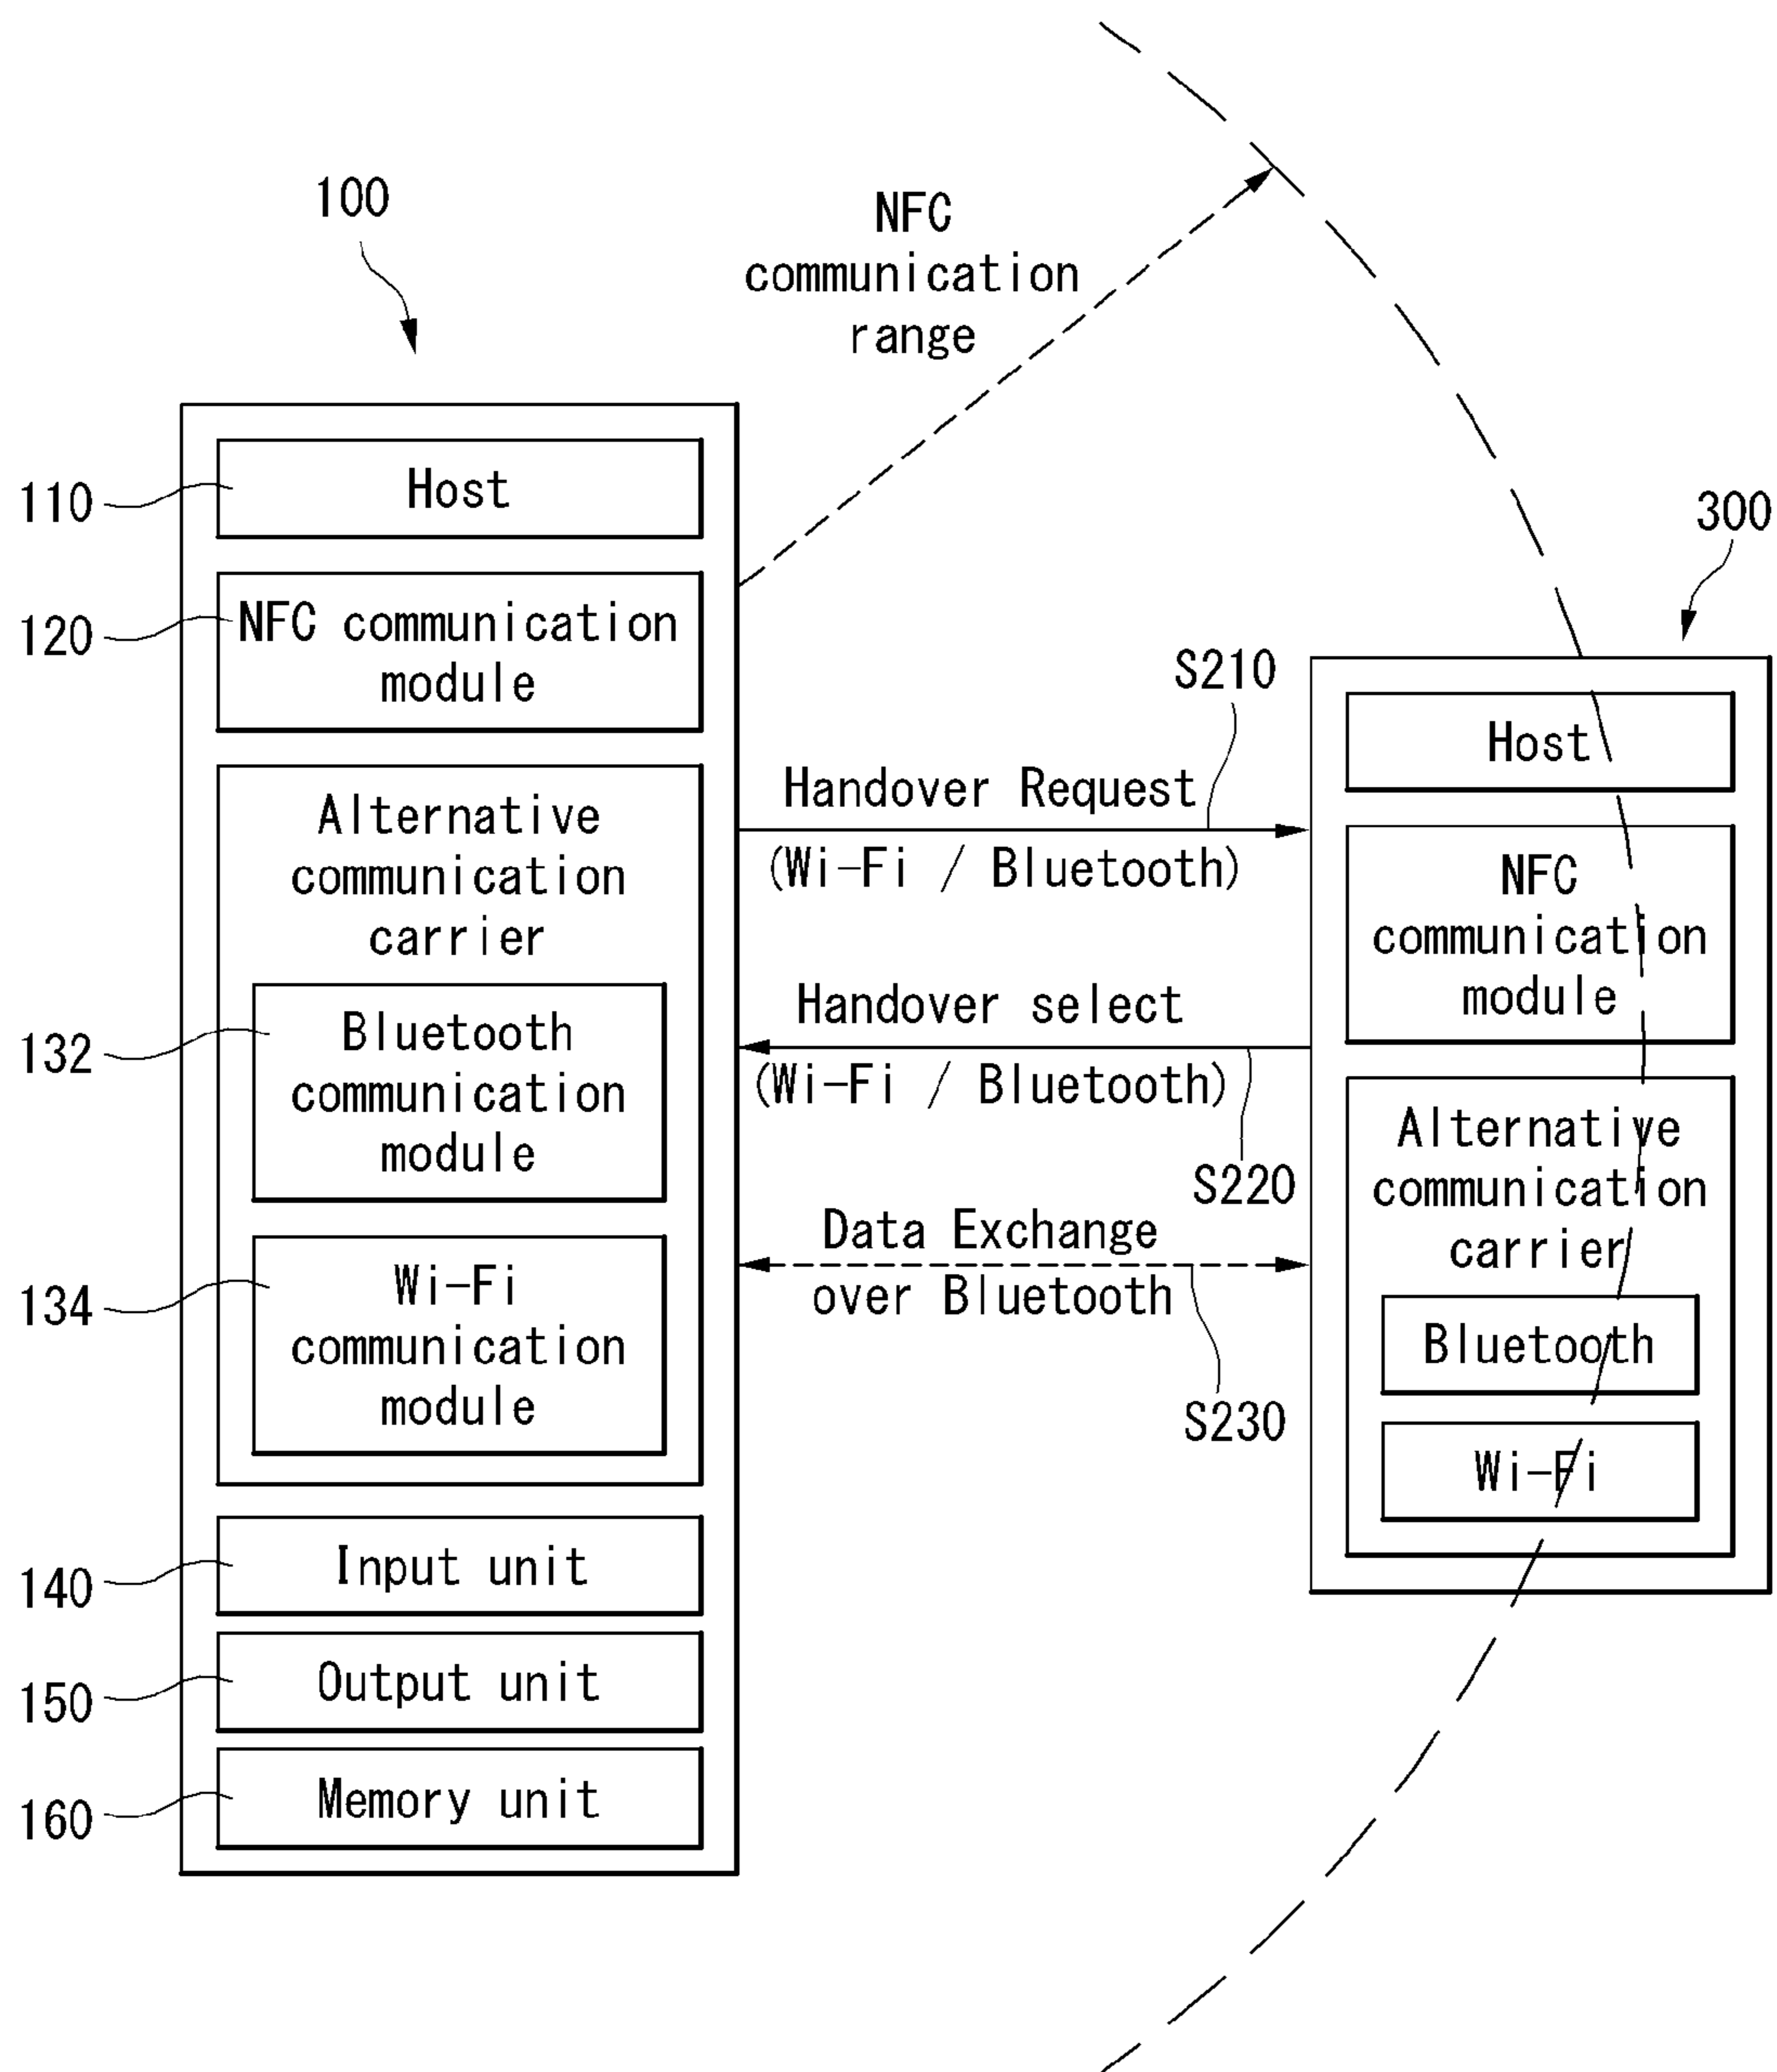 100
NFC
communication
range
110
Host
120
NFC communication
module
Alternative
communication
carrier
132
Bluetooth
communication
module
134
Wi-Fi
communication
module
140
Input unit
150
Output unit
160
Memory unit
S210
Handover Request
(Wi-Fi / Bluetooth)
Handover select
(Wi-Fi / Bluetooth)
S220
Data Exchange
over Bluetooth
S230
300
Host
NFC
communication
module
Alternative
communication
carrier
Bluetooth
Wi-Fi